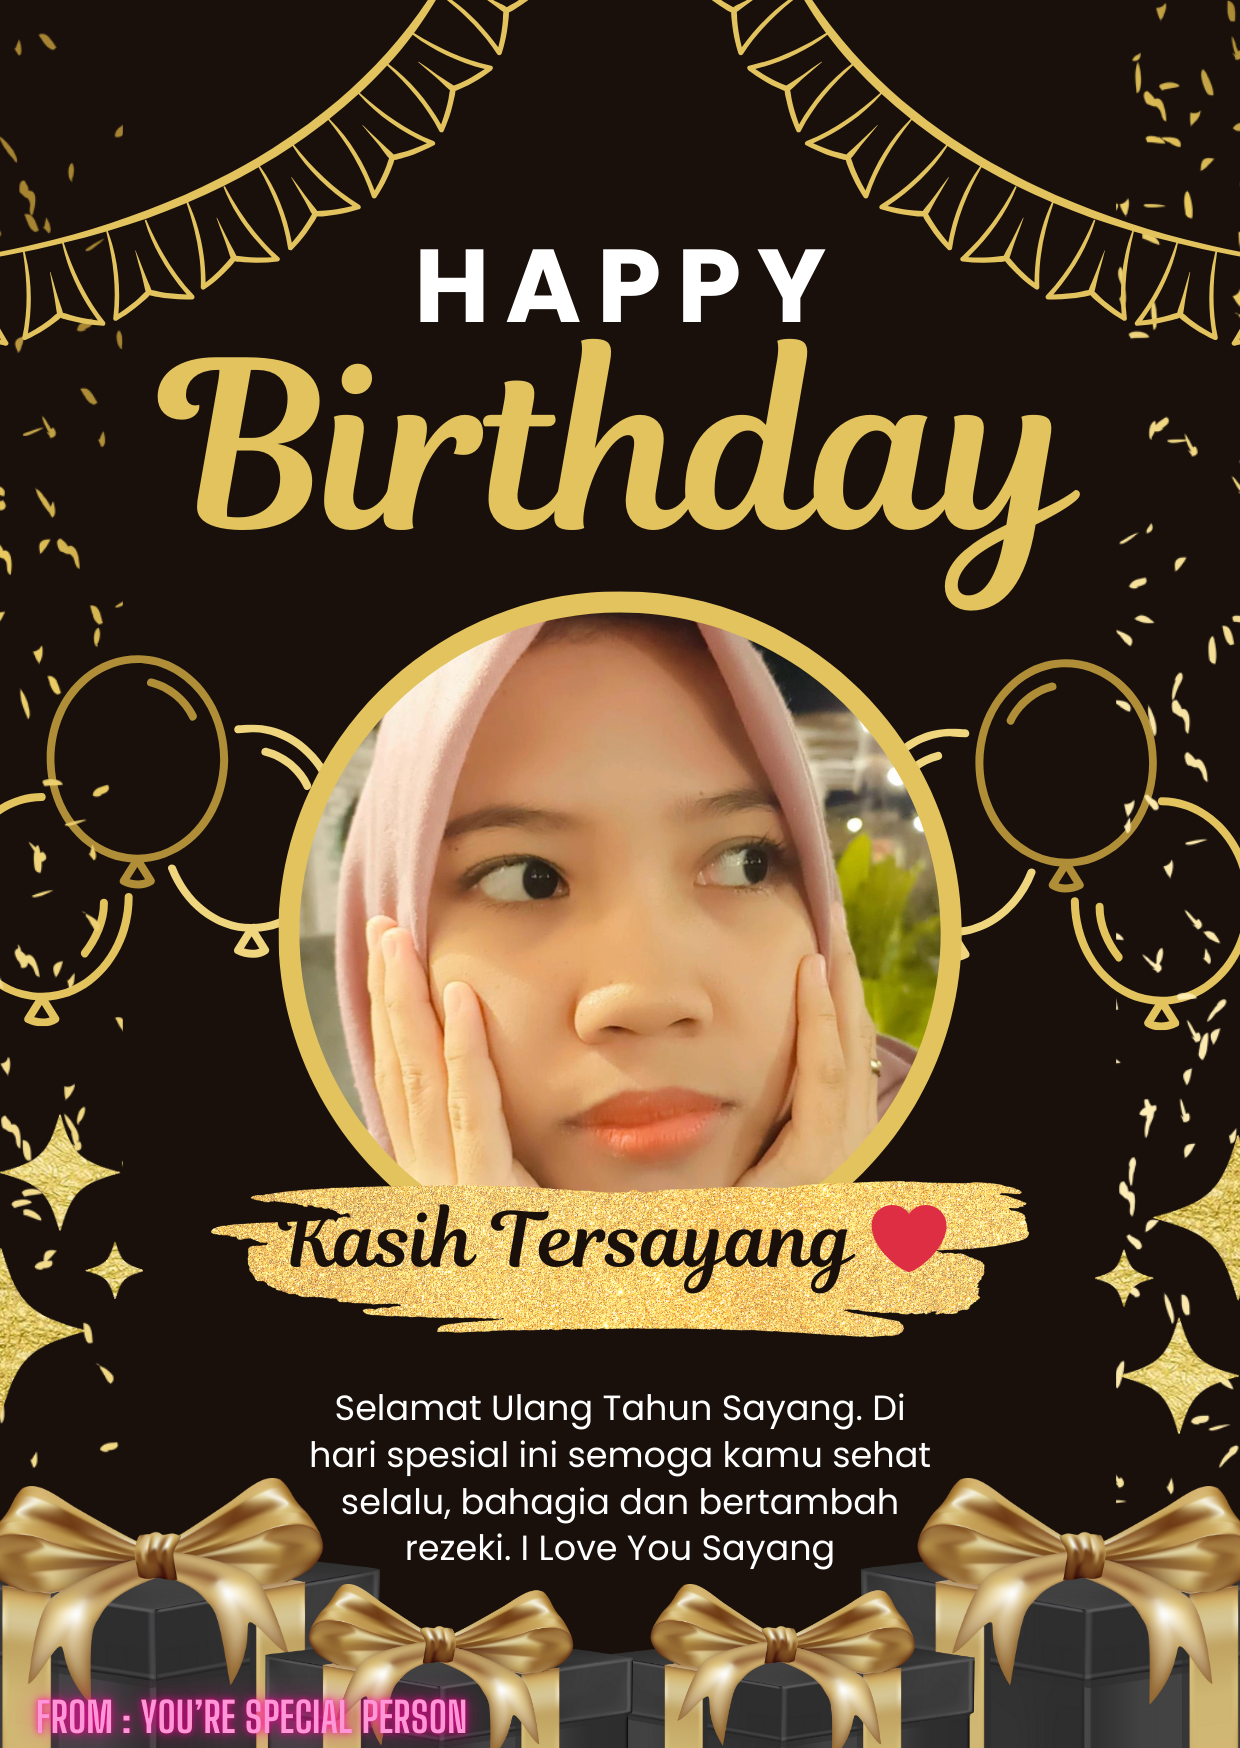 HAPPY
Birthday
Kasih Tersayang ❤
Selamat Ulang Tahun Sayang. Di
hari spesial ini semoga kamu sehat
selalu, bahagia dan bertambah
rezeki. I Love You Sayang
FROM : YOU'RE SPECIAL PERSON